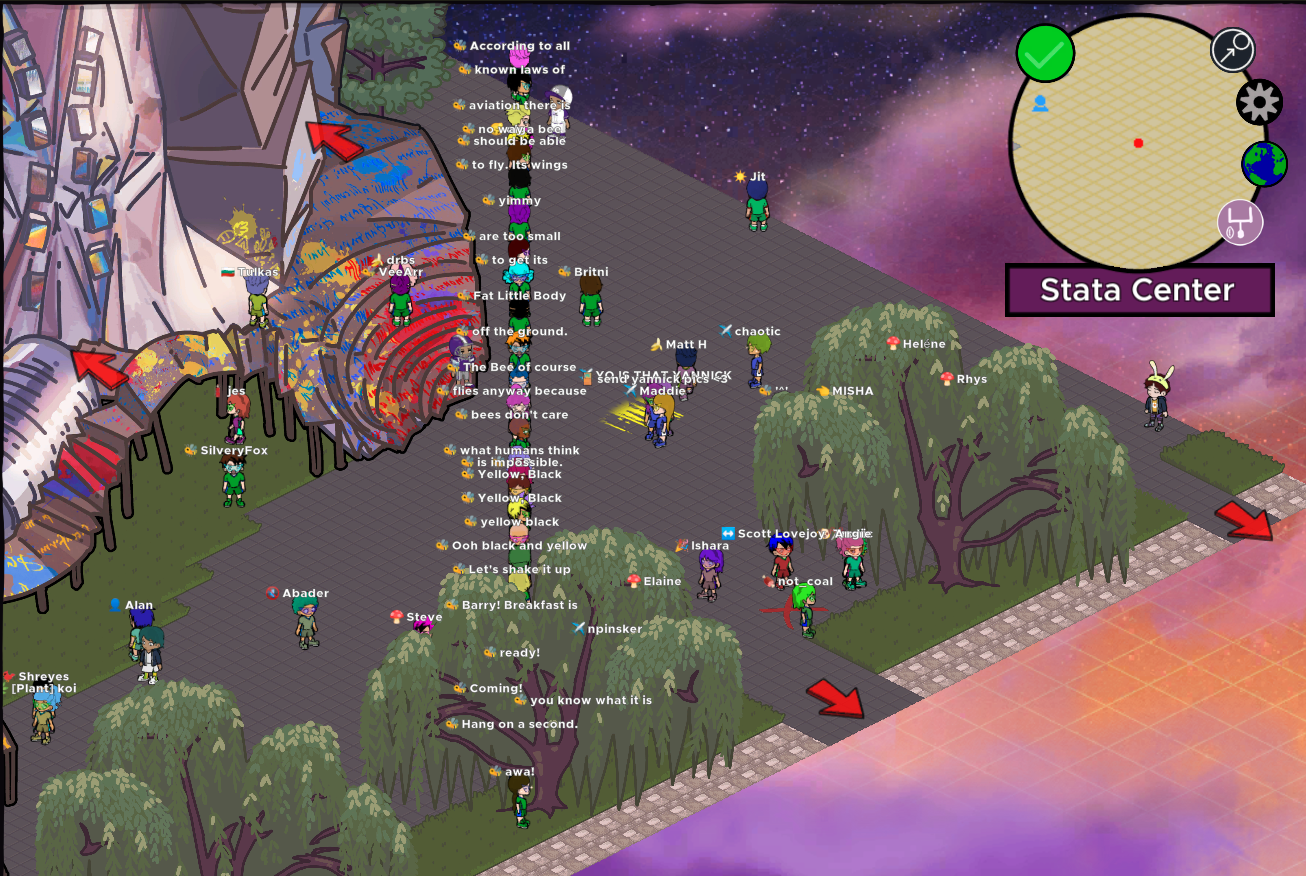 According to all
known laws of
aviation there is
no way a bee
should be able
to fly. Its wings
Jit
yimmy
are too small
drbs
to get its
Tulkas
VeeArr
Britni
Fat Little Body
Stata Center
off the ground.
chaotic
Matt H
Heléne
The Bee of course
YO IS THAT YANNICK
send yannick pics <3
Rhys
jes
flies anyway because
Maddie
MISHA
bees don't care
SilveryFox
what humans think
is impossible.
Yellow, Black
Yellow, Black
yellow black
Scott Lovejoy
Ooh black and yellow
Ishara
Let's shake it up
Elaine
not_coal
Abader
Alan
Barry! Breakfast is
Steve
npinsker
ready!
Shreyes
[Plant] koi
Coming!
you know what it is
Hang on a second.
awa!